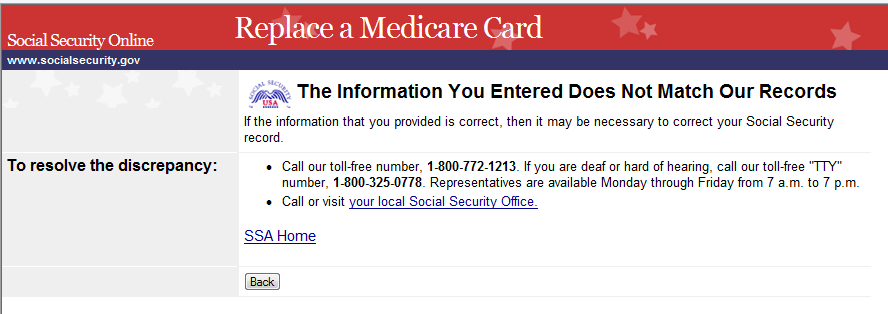 Replace a Medicare Card
Social Security Online
www.socialsecurity.gov
SOCIAL SECURITY
USA
The Information You Entered Does Not Match Our Records
If the information that you provided is correct, then it may be necessary to correct your Social Security
record.
To resolve the discrepancy:
• Call our toll-free number, 1-800-772-1213. If you are deaf or hard of hearing, call our toll-free "TTY"
number, 1-800-325-0778. Representatives are available Monday through Friday from 7 a.m. to 7 p.m.
• Call or visit your local Social Security Office.
SSA Home
Back